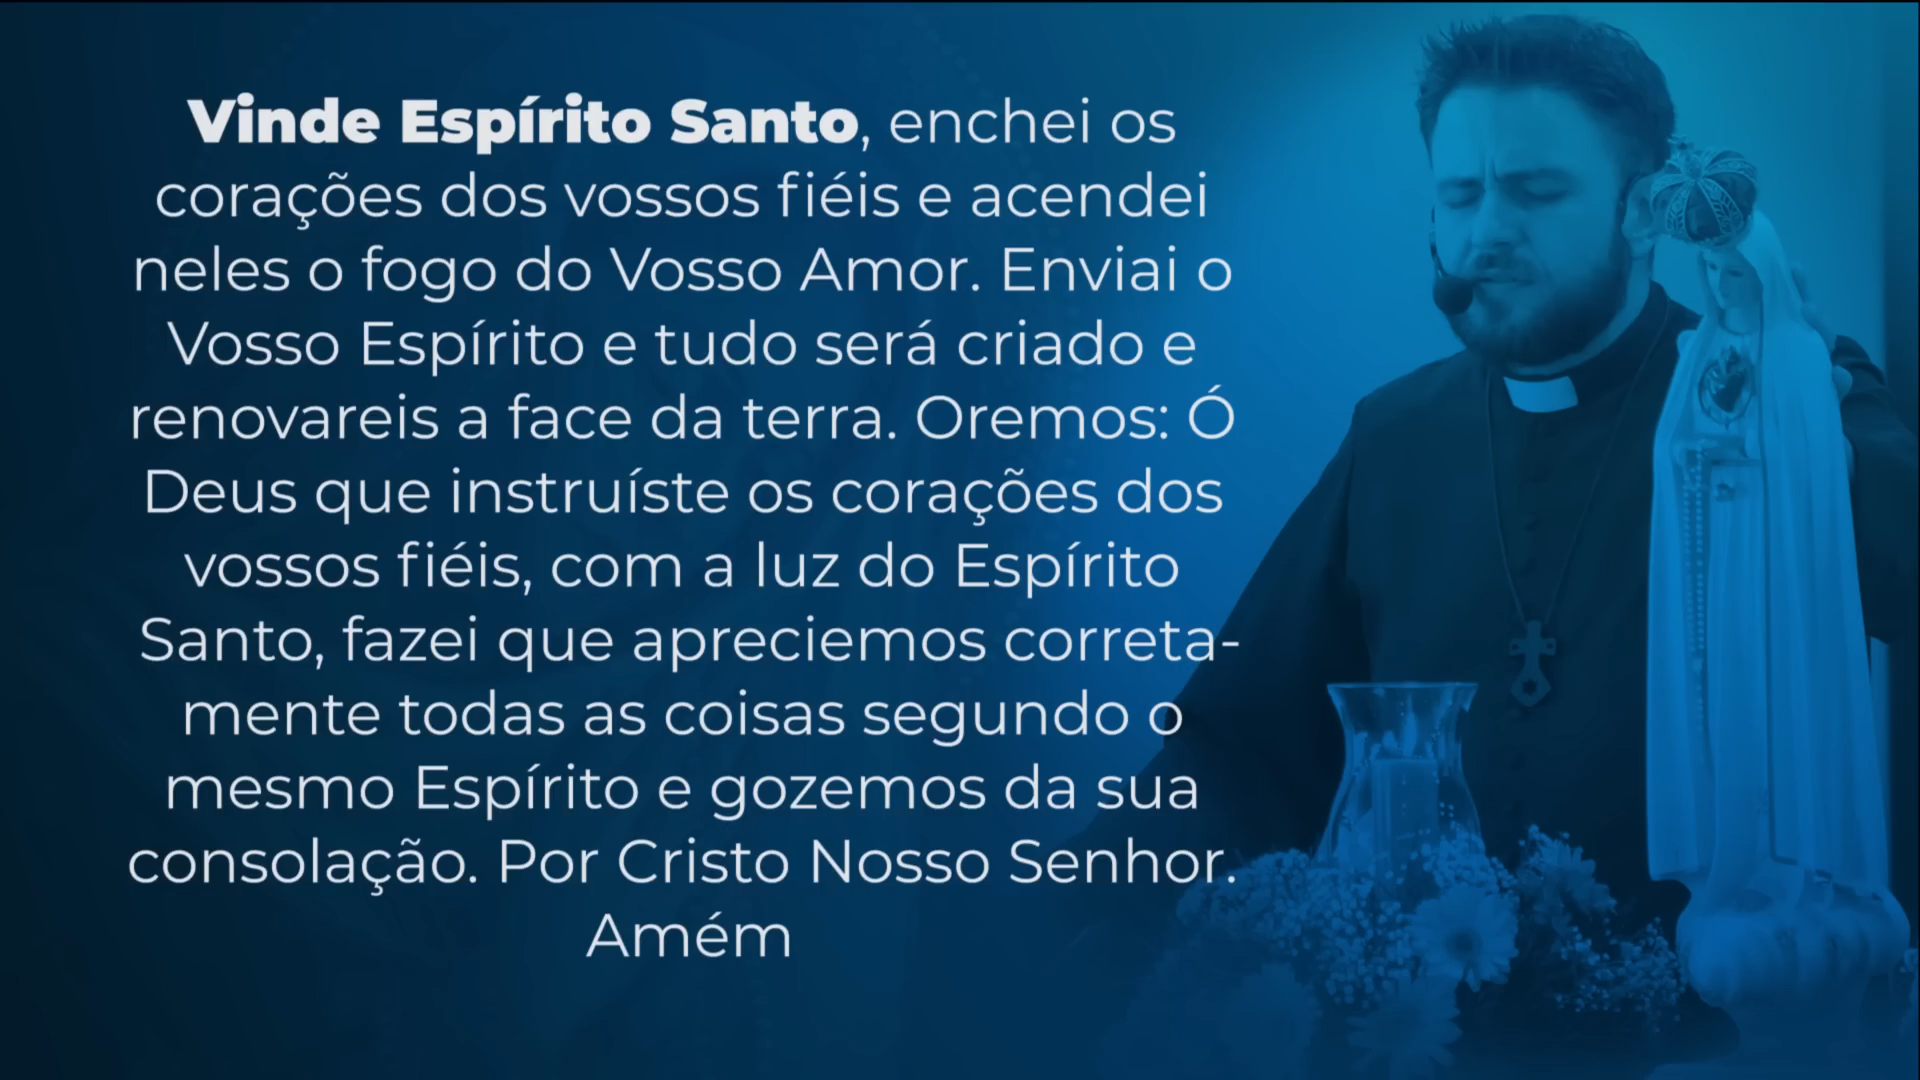 Vinde Espírito Santo, enchei os
corações dos vossos fiéis e acendei
neles o fogo do Vosso Amor. Enviai o
Vosso Espírito e tudo será criado e
renovareis a face da terra. Oremos: Ó
Deus que instruíste os corações dos
vossos fiéis, com a luz do Espírito
Santo, fazei que apreciemos correta-
mente todas as coisas segundo o
mesmo Espírito e gozemos da sua
consolação. Por Cristo Nosso Senhor.
Amém